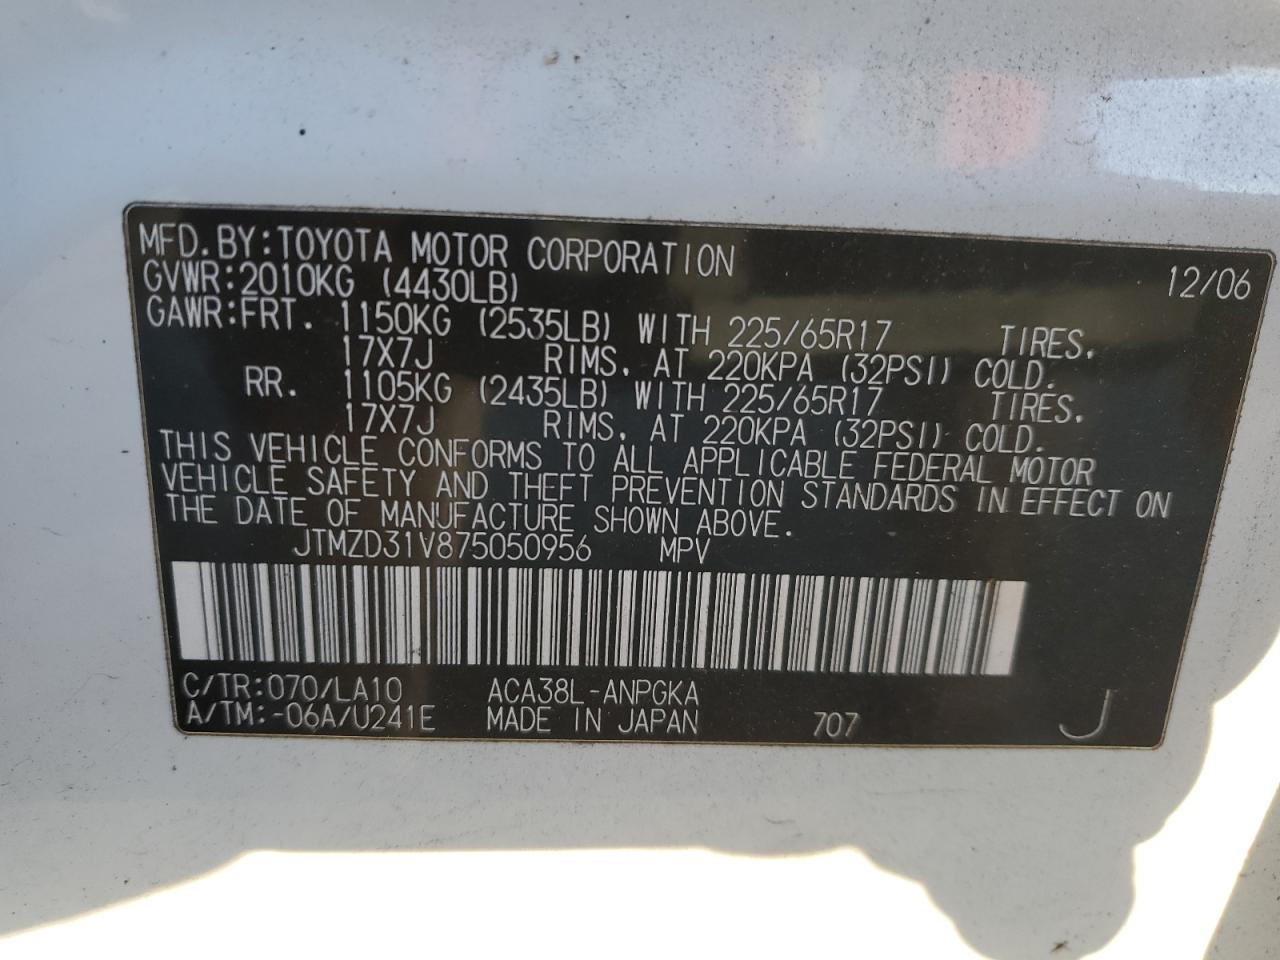 MFD.BY:TOYOTA MOTOR CORPORATION 12/06
GVWR:2010KG (4430LB)
GAWR:FRT. 1150KG (2535LB) WITH 225/65R17 TIRES,
17X7J RIMS, AT 220KPA (32PSI) COLD.
RR. 1105KG (2435LB) WITH 225/65R17 TIRES,
17X7J RIMS, AT 220KPA (32PSI) COLD.
THIS VEHICLE CONFORMS TO ALL APPLICABLE FEDERAL MOTOR
VEHICLE SAFETY AND THEFT PREVENTION STANDARDS IN EFFECT ON
THE DATE OF MANUFACTURE SHOWN ABOVE.
JTMZD31V875050956 MPV
C/TR:070/LA10 ACA38L-ANPGKA
A/TM:-06A/U241E MADE IN JAPAN 707 J